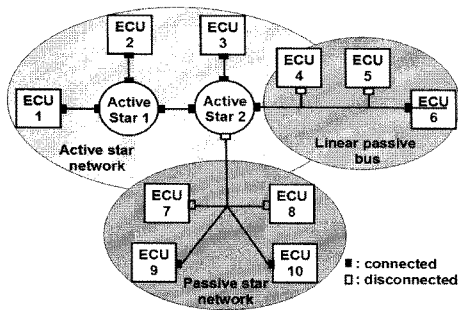 ECU
2
ECU
3
ECU
4
ECU
5
ECU
1
Active
Star 1
Active
Star 2
ECU
6
Active star
network
Linear passive
bus
ECU
7
ECU
8
ECU
9
ECU
10
Passive star
network
: connected
: disconnected